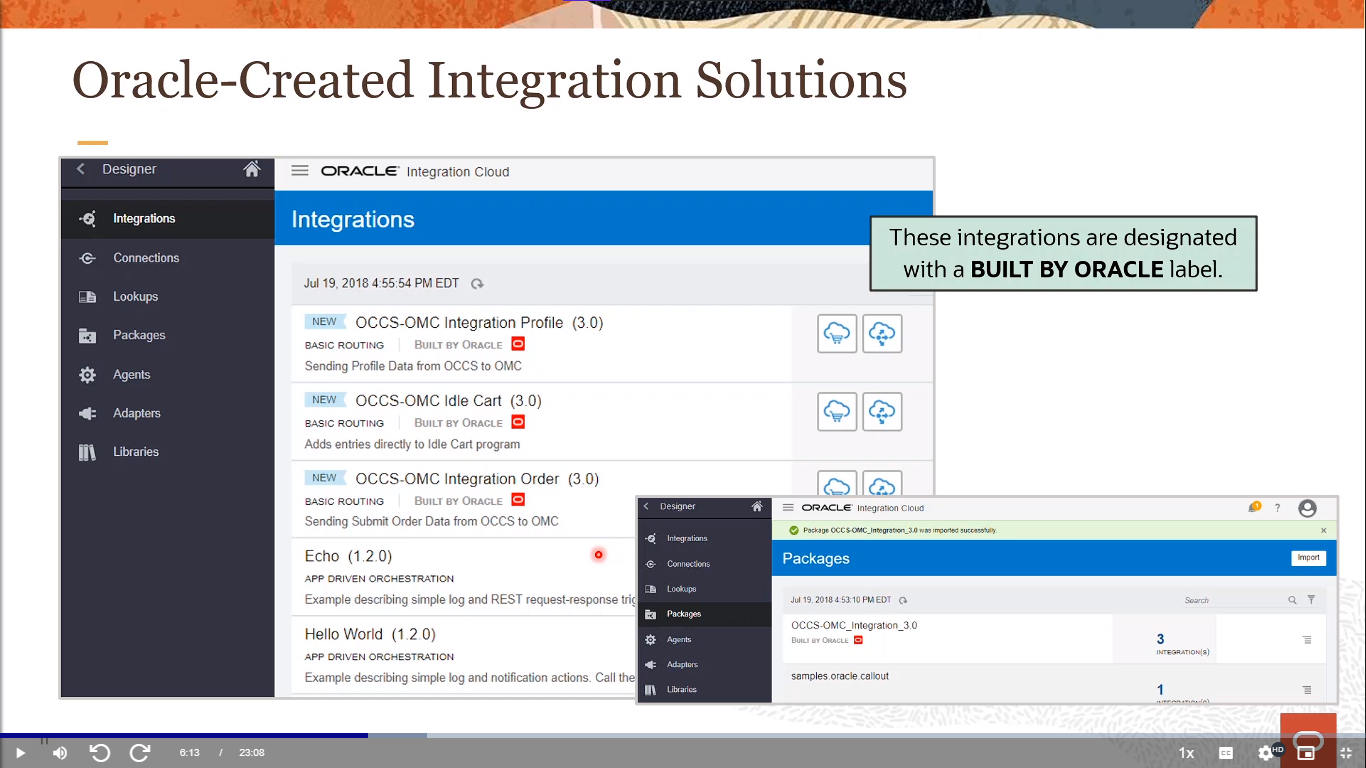 Oracle-Created Integration Solutions
Designer
ORACLE Integration Cloud
Integrations
Connections
Lookups
Packages
Agents
Adapters
Libraries
Integrations
These integrations are designated
with a BUILT BY ORACLE label.
Jul 19, 2018 4:55:54 PM EDT
NEW OCCS-OMC Integration Profile (3.0)
BASIC ROUTING BUILT BY ORACLE
Sending Profile Data from OCCS to OMC
NEW OCCS-OMC Idle Cart (3.0)
BASIC ROUTING BUILT BY ORACLE
Adds entries directly to Idle Cart program
NEW OCCS-OMC Integration Order (3.0)
BASIC ROUTING BUILT BY ORACLE
Sending Submit Order Data from OCCS to OMC
Echo (1.2.0)
APP DRIVEN ORCHESTRATION
Example describing simple log and REST request-response
Hello World (1.2.0)
APP DRIVEN ORCHESTRATION
Example describing simple log and notification actions. Call the
Designer
ORACLE Integration Cloud
1
?
Package OCCS-OMC_Integration_3.0 was imported successfully.
Integrations
Connections
Lookups
Packages
Agents
Adapters
Libraries
Packages
Import
Jul 19, 2018 4:53:10 PM EDT
Search
OCCS-OMC_Integration_3.0
BUILT BY ORACLE
3
INTEGRATION(S)
samples.oracle.callout
1
INTEGRATION(S)
6:13 / 23:08
1x
CC
HD